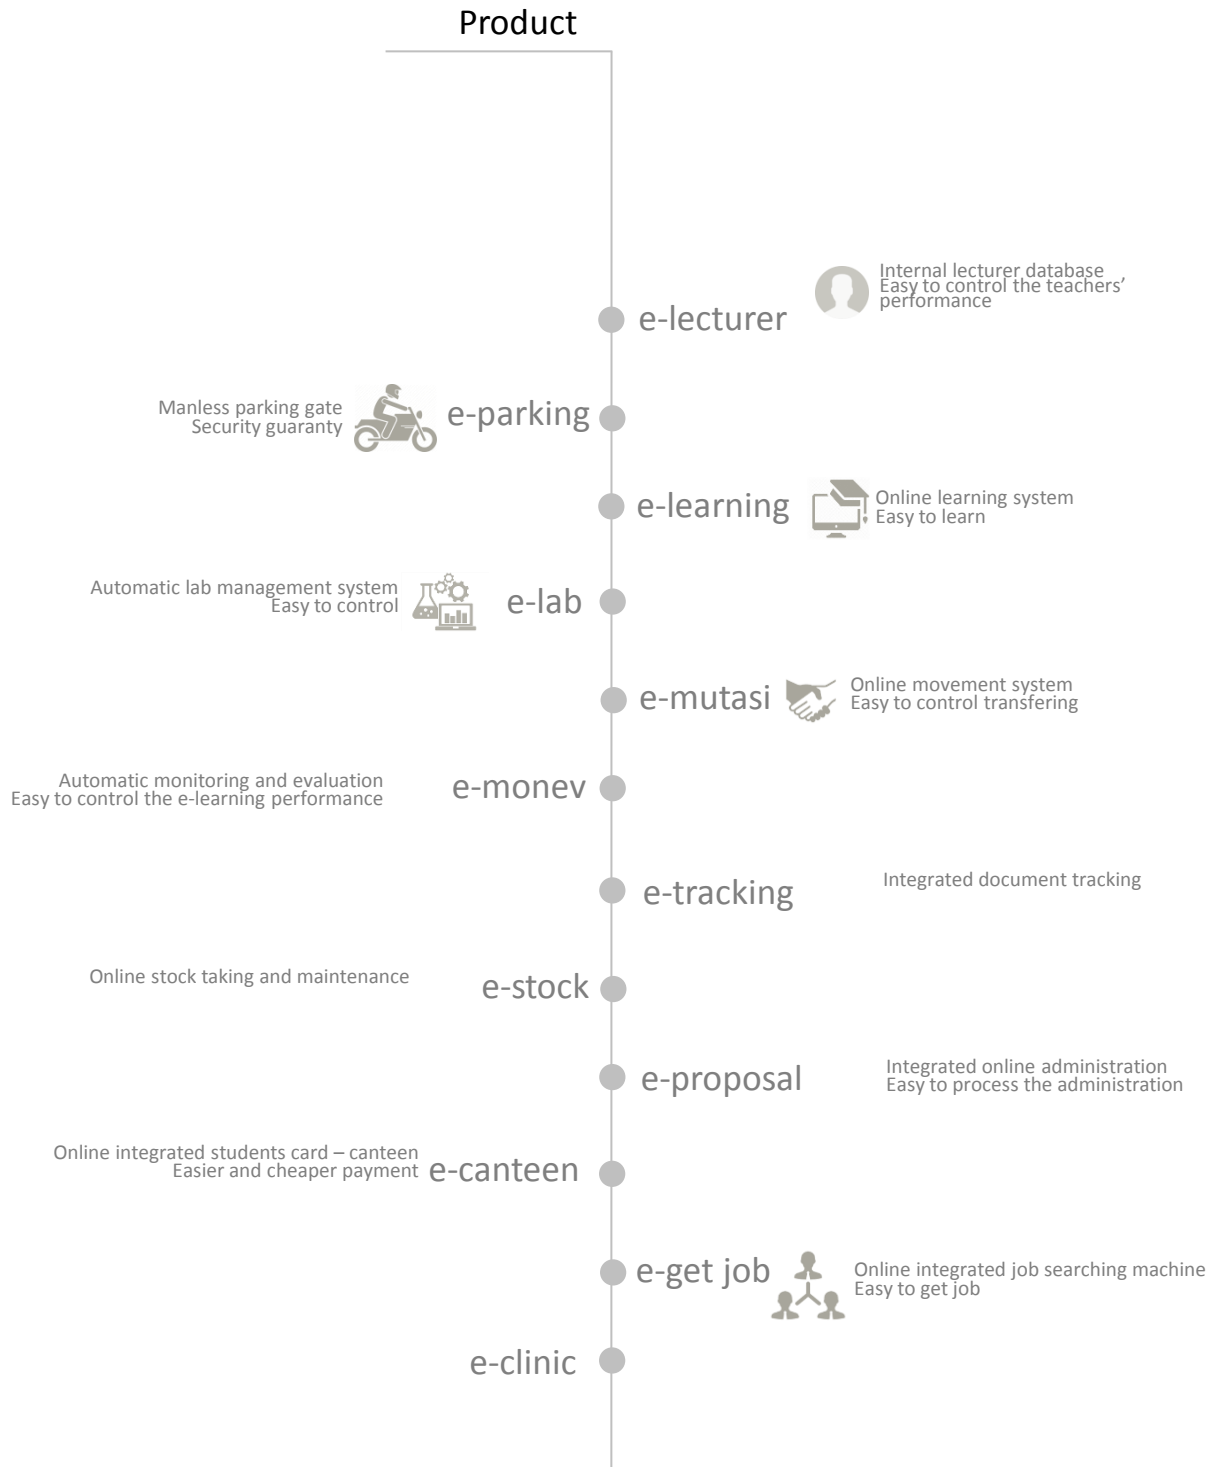 Product
e-lecturer
Internal lecturer database
Easy to control the teachers’
performance
Manless parking gate
Security guaranty
e-parking
e-learning
Online learning system
Easy to learn
Automatic lab management system
Easy to control
e-lab
e-mutasi
Online movement system
Easy to control transfering
Automatic monitoring and evaluation
Easy to control the e-learning performance
e-monev
e-tracking
Integrated document tracking
Online stock taking and maintenance
e-stock
e-proposal
Integrated online administration
Easy to process the administration
Online integrated students card – canteen
Easier and cheaper payment
e-canteen
e-get job
Online integrated job searching machine
Easy to get job
e-clinic